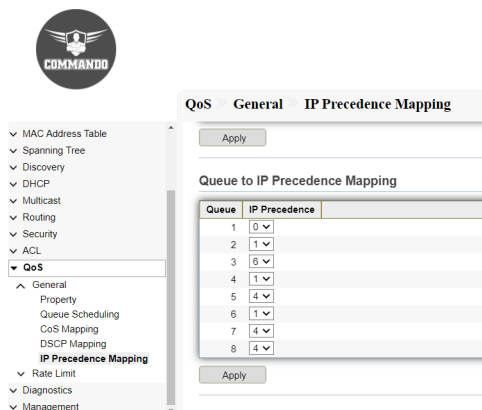 COMMANDO
QoS » General » IP Precedence Mapping
MAC Address Table
Spanning Tree
Discovery
DHCP
Multicast
Routing
Security
ACL
QoS
General
Property
Queue Scheduling
CoS Mapping
DSCP Mapping
IP Precedence Mapping
Rate Limit
Diagnostics
Management
Apply
Queue to IP Precedence Mapping
Queue IP Precedence
1 0
2 1
3 6
4 1
5 4
6 1
7 4
8 4
Apply